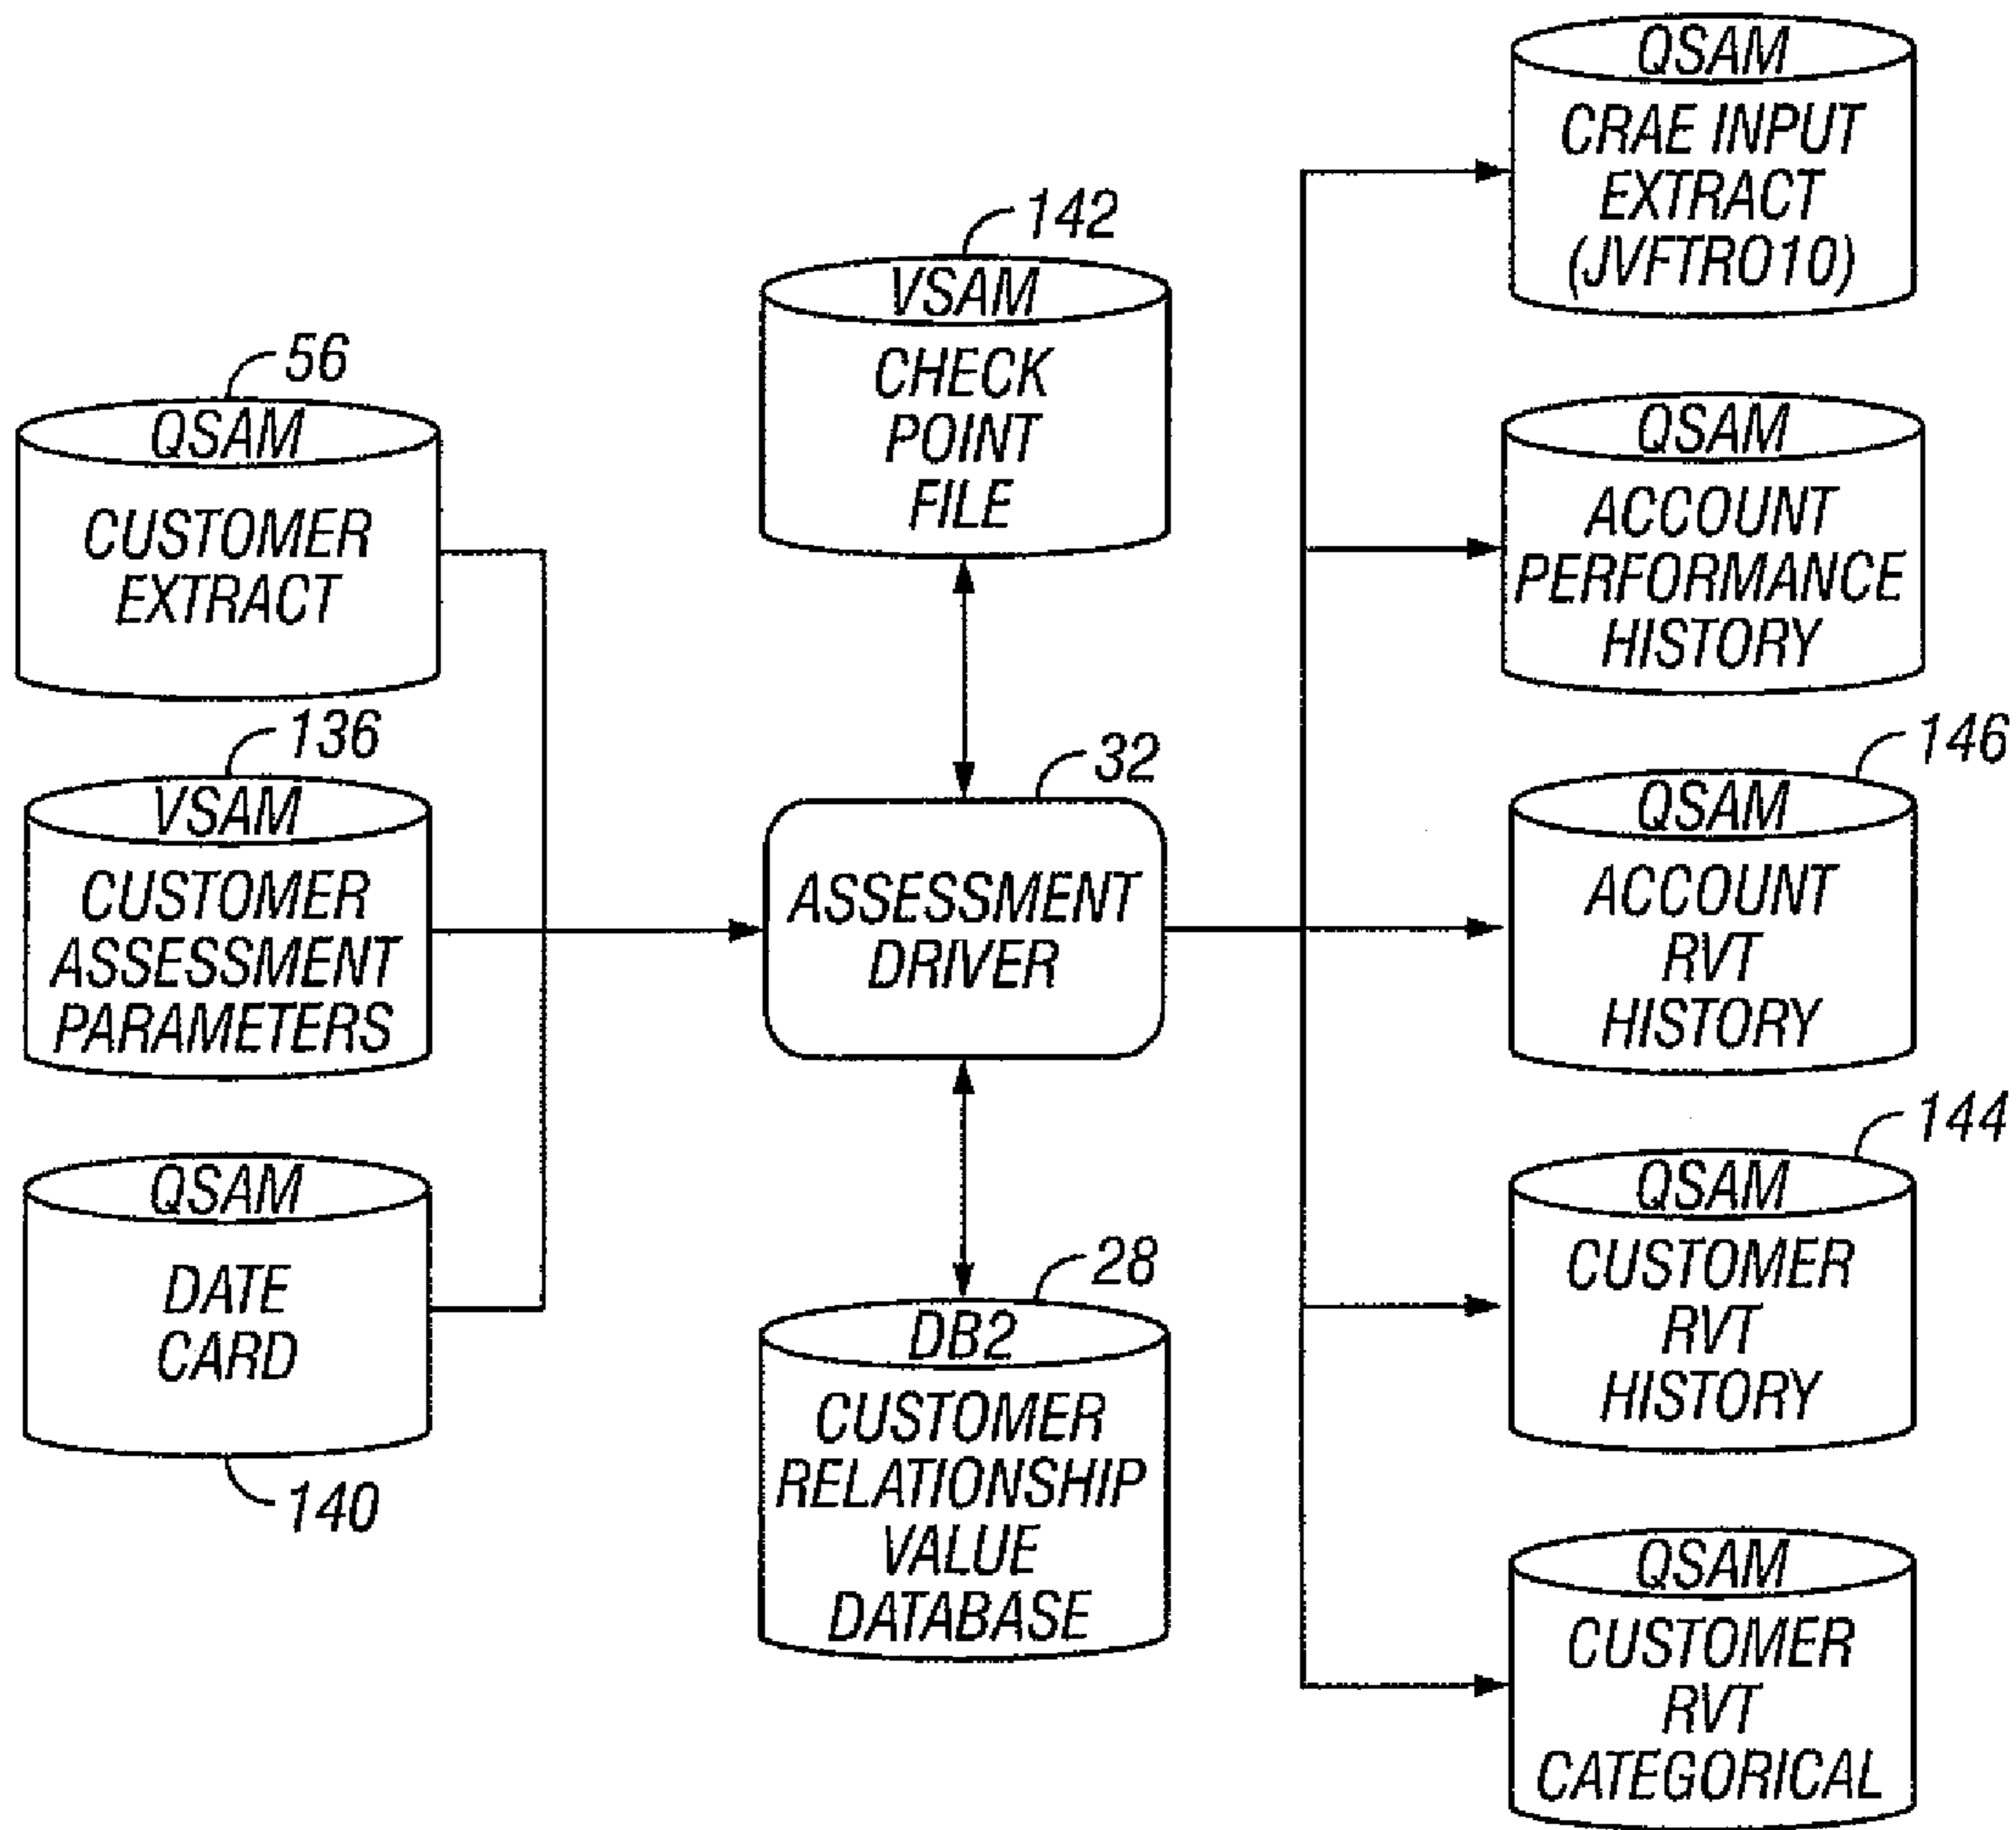 56
QSAM
CUSTOMER
EXTRACT
136
VSAM
CUSTOMER
ASSESSMENT
PARAMETERS
QSAM
DATE
CARD
140
142
VSAM
CHECK
POINT
FILE
32
ASSESSMENT
DRIVER
28
DB2
CUSTOMER
RELATIONSHIP
VALUE
DATABASE
QSAM
CRAE INPUT
EXTRACT
(JVFTRO10)
QSAM
ACCOUNT
PERFORMANCE
HISTORY
146
QSAM
ACCOUNT
RVT
HISTORY
144
QSAM
CUSTOMER
RVT
HISTORY
QSAM
CUSTOMER
RVT
CATEGORICAL